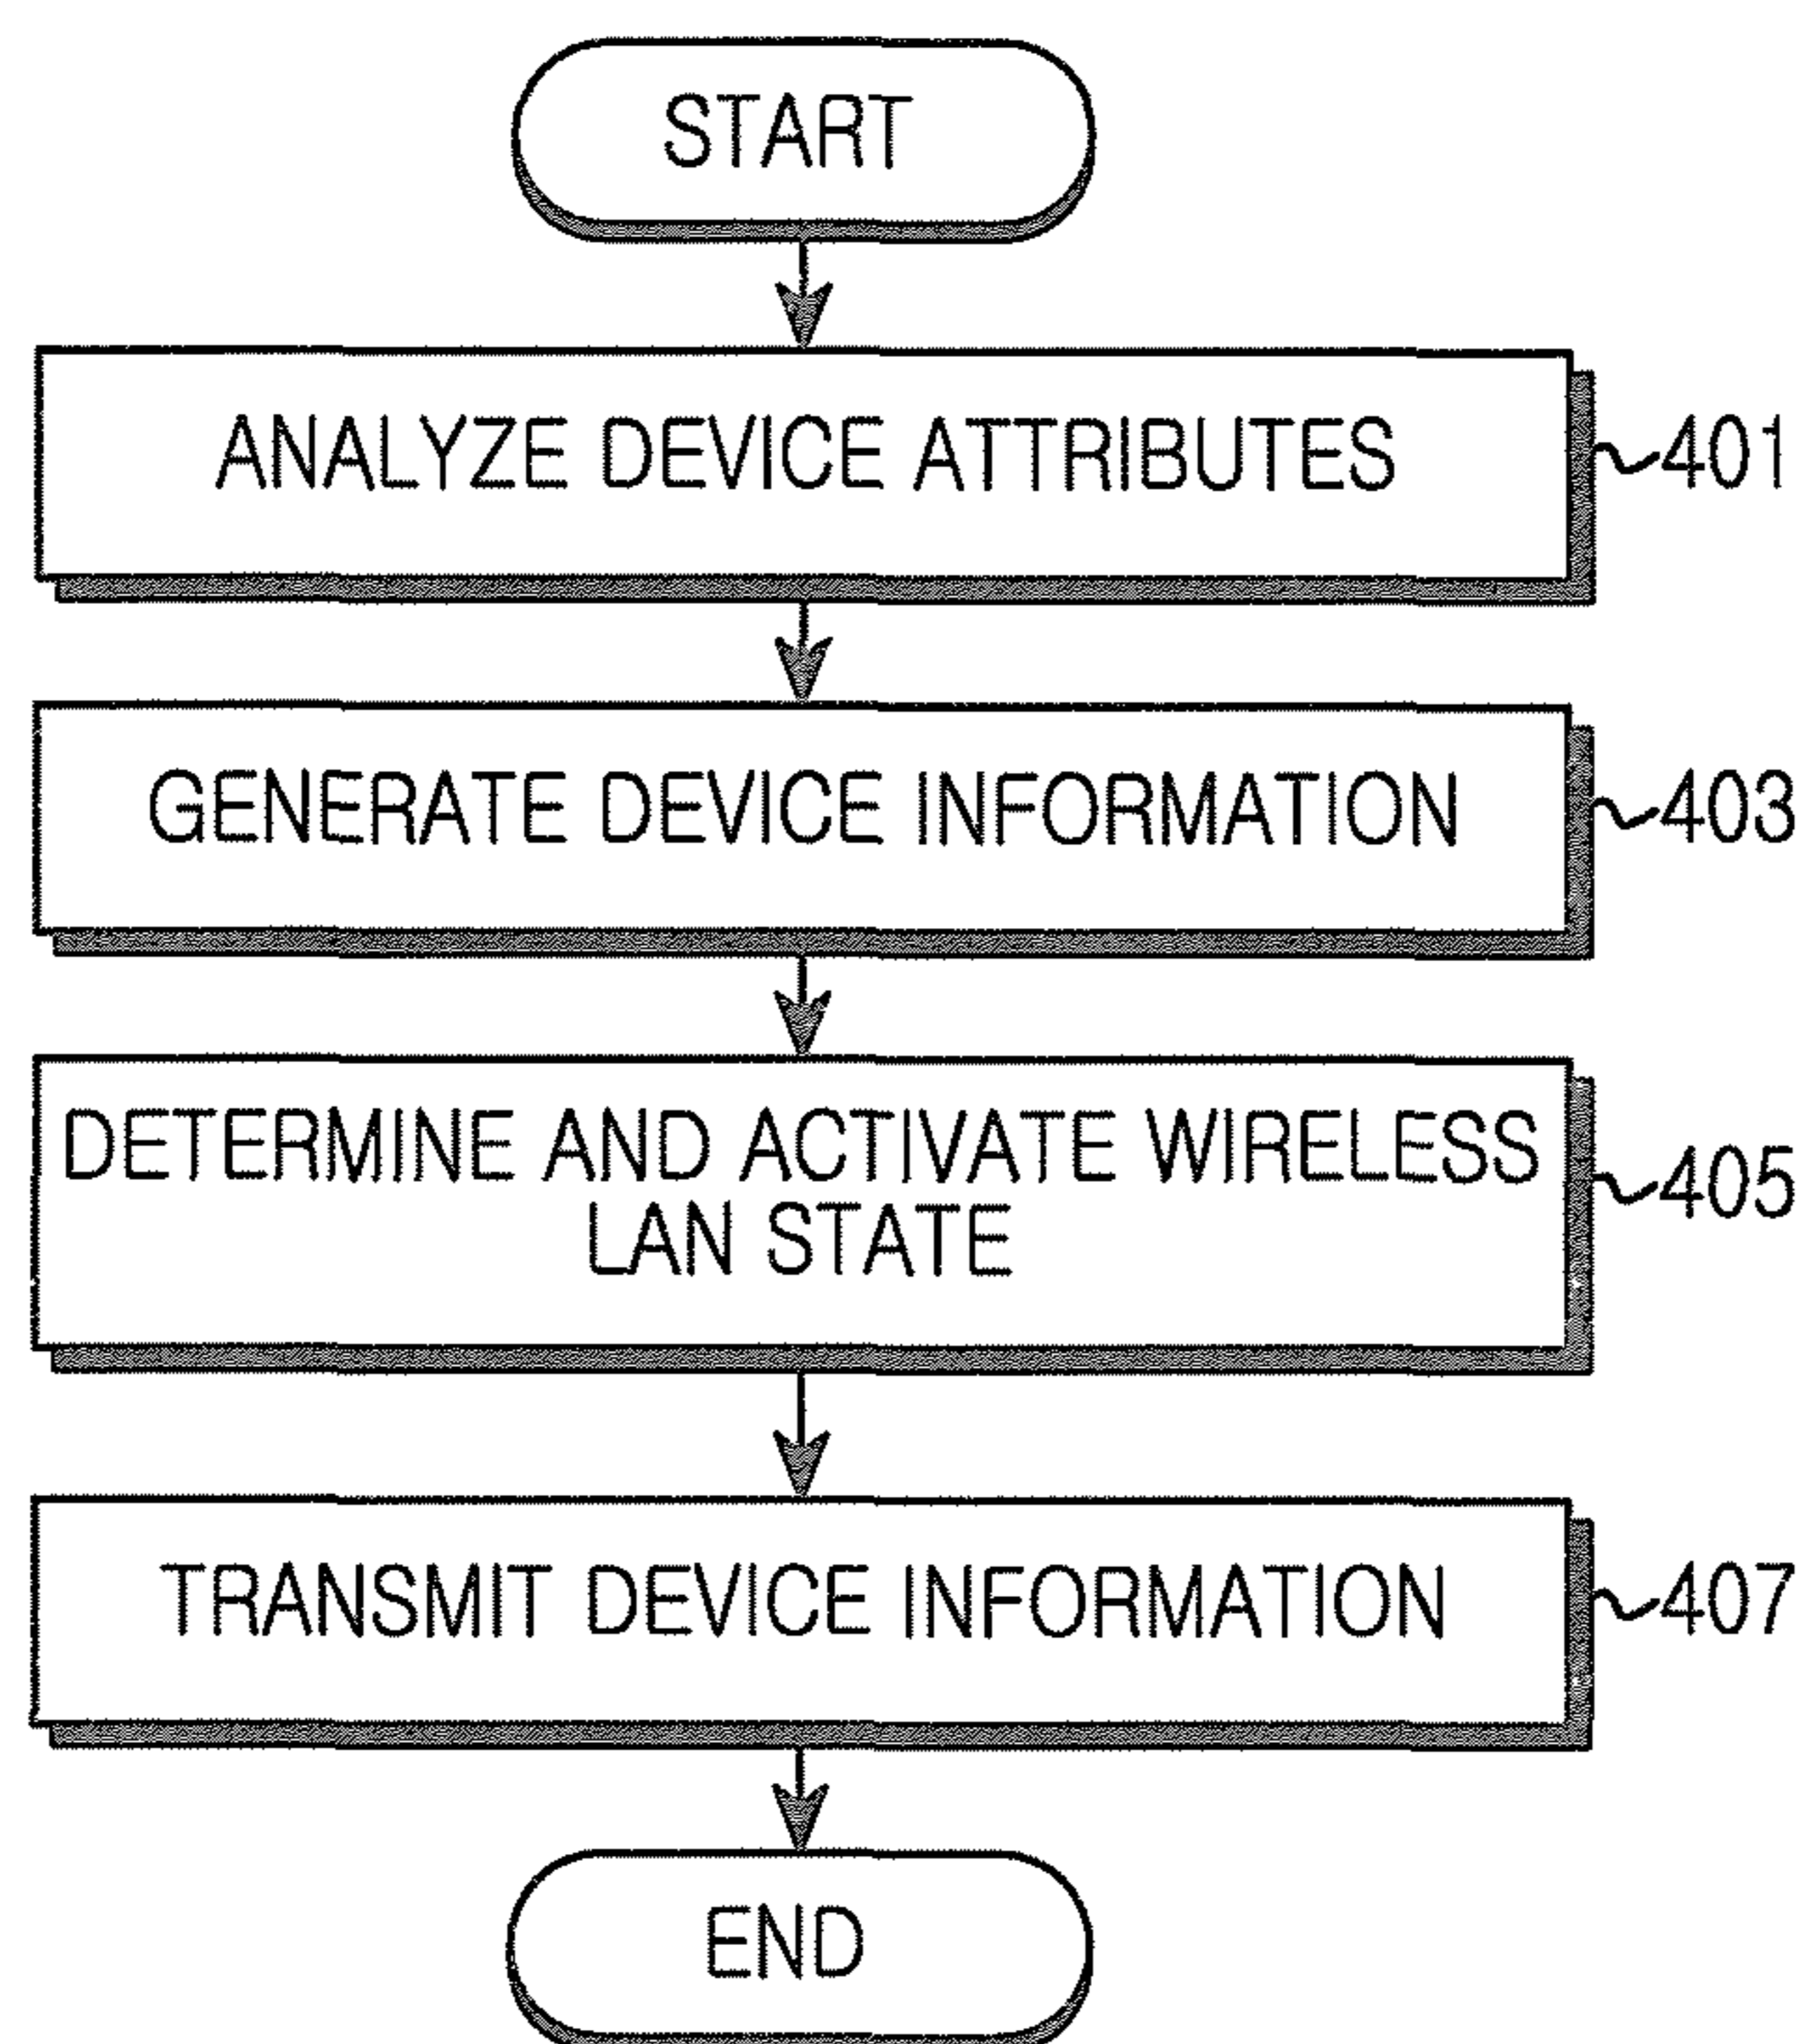 START
ANALYZE DEVICE ATTRIBUTES
401
GENERATE DEVICE INFORMATION
403
DETERMINE AND ACTIVATE WIRELESS
LAN STATE
405
TRANSMIT DEVICE INFORMATION
407
END